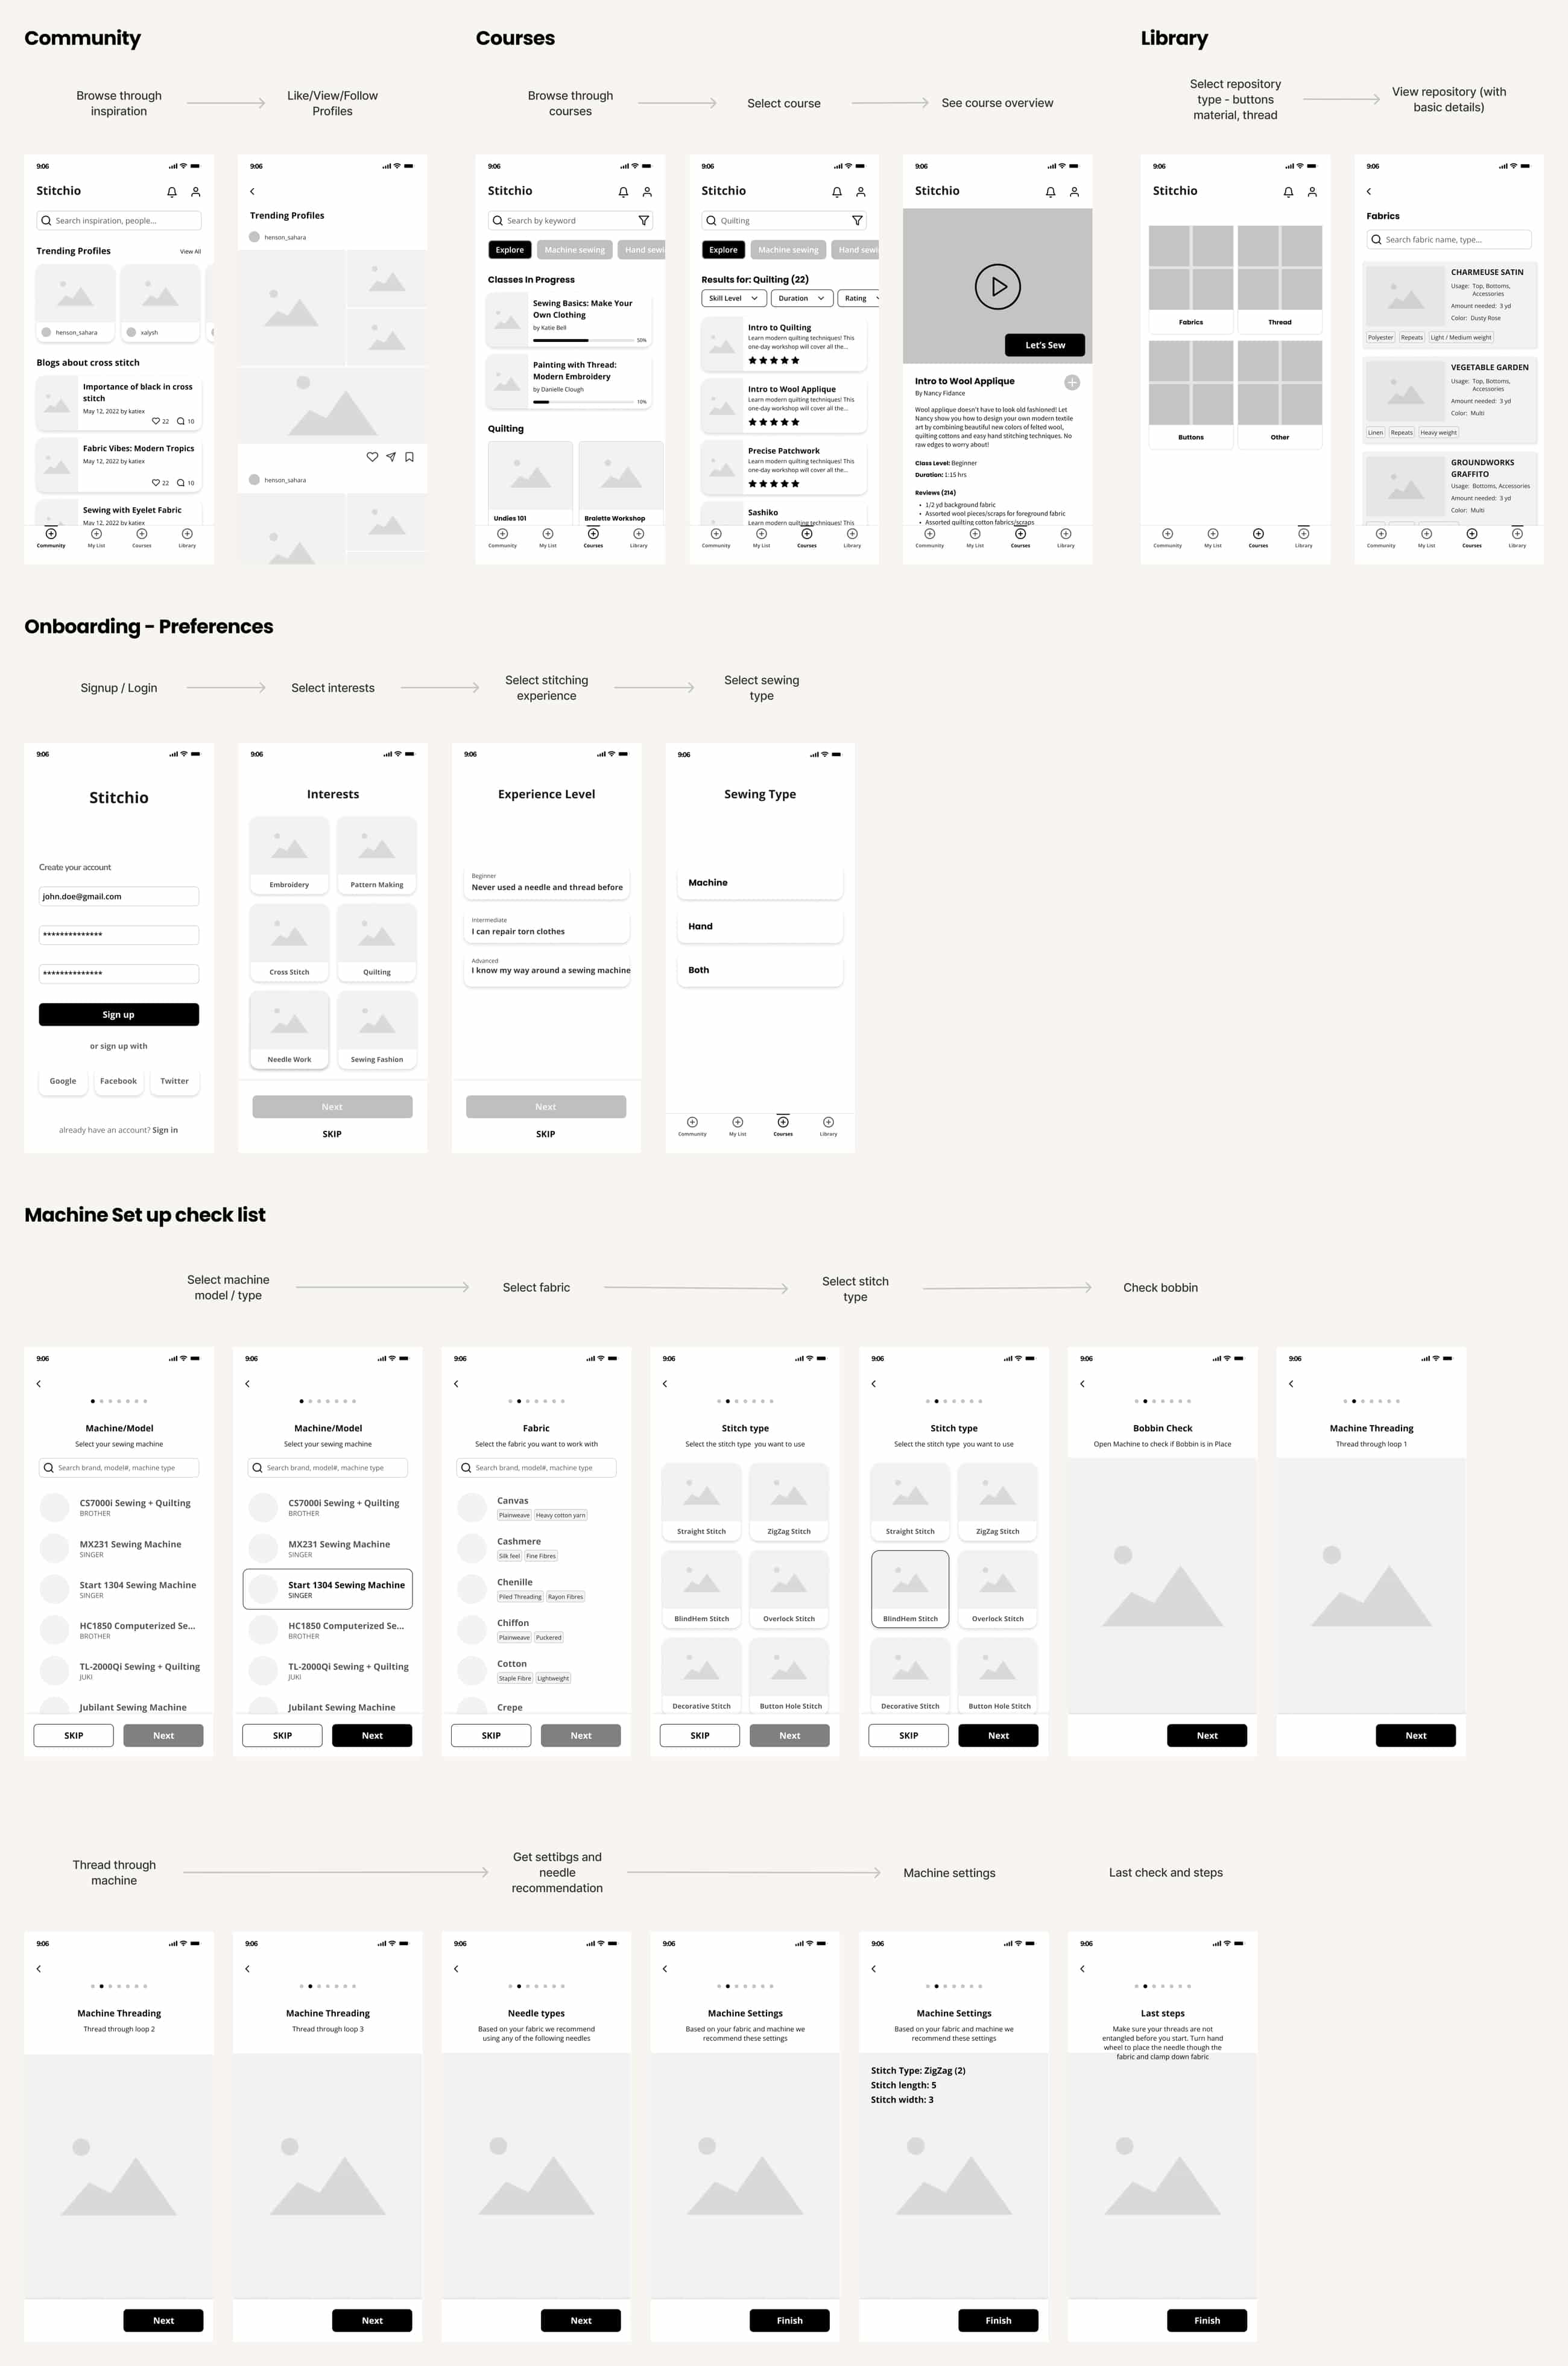 Community
Browse through
inspiration
Like/View/Follow
Profiles
9:06
Stitchio
Search inspiration, people...
Trending Profiles
View All
henson_sahara
xalysh
Blogs about cross stitch
Importance of black in cross
stitch
May 12, 2022 by katiex
22
10
Fabric Vibes: Modern Tropics
May 12, 2022 by katiex
22
10
Sewing with Eyelet Fabric
May 12, 2022 by katiex
Community
My List
Courses
Library
9:06
Trending Profiles
henson_sahara
henson_sahara
Courses
Browse through
courses
Select course
See course overview
9:06
Stitchio
Search by keyword
Explore
Machine sewing
Hand sewi
Classes In Progress
Sewing Basics: Make Your
Own Clothing
by Katie Bell
50%
Painting with Thread:
Modern Embroidery
by Danielle Clough
10%
Quilting
Undies 101
Bralette Workshop
Community
My List
Courses
Library
9:06
Stitchio
Quilting
Explore
Machine sewing
Hand sewi
Results for: Quilting (22)
Skill Level
Duration
Rating
Intro to Quilting
Learn modern quilting techniques! This
one-day workshop will cover all the...
Intro to Wool Applique
Learn modern quilting techniques! This
one-day workshop will cover all the...
Precise Patchwork
Learn modern quilting techniques! This
one-day workshop will cover all the...
Sashiko
Learn modern quilting techniques! This
Community
My List
Courses
Library
9:06
Stitchio
Let's Sew
Intro to Wool Applique
By Nancy Fidance
Wool applique doesn't have to look old fashioned! Let
Nancy show you how to design your own modern textile
art by combining beautiful new colors of felted wool,
quilting cottons and easy hand stitching techniques. No
raw edges to worry about!
Class Level: Beginner
Duration: 1:15 hrs
Reviews (214)
• 1/2 yd background fabric
• Assorted wool pieces/scraps for foreground fabric
• Assorted quilting cotton fabrics/scraps
Community
My List
Courses
Library
Library
Select repository
type - buttons
material, thread
View repository (with
basic details)
9:06
Stitchio
Fabrics
Thread
Buttons
Other
Community
My List
Courses
Library
9:06
Fabrics
Search fabric name, type...
CHARMEUSE SATIN
Usage: Top, Bottoms,
Accessories
Amount needed: 3 yd
Color: Dusty Rose
Polyester
Repeats
Light / Medium weight
VEGETABLE GARDEN
Usage: Top, Bottoms,
Accessories
Amount needed: 3 yd
Color: Multi
Linen
Repeats
Heavy weight
GROUNDWORKS
GRAFFITO
Usage: Bottoms, Accessories
Amount needed: 3 yd
Color: Multi
Community
My List
Courses
Library
Onboarding - Preferences
Signup / Login
Select interests
Select stitching
experience
Select sewing
type
9:06
Stitchio
Create your account
john.doe@gmail.com
**************
**************
Sign up
or sign up with
Google
Facebook
Twitter
already have an account? Sign in
9:06
Interests
Embroidery
Pattern Making
Cross Stitch
Quilting
Needle Work
Sewing Fashion
Next
SKIP
9:06
Experience Level
Beginner
Never used a needle and thread before
Intermediate
I can repair torn clothes
Advanced
I know my way around a sewing machine
Next
SKIP
9:06
Sewing Type
Machine
Hand
Both
Community
My List
Courses
Library
Machine Set up check list
Select machine
model / type
Select fabric
Select stitch
type
Check bobbin
9:06
Machine/Model
Select your sewing machine
Search brand, model#, machine type
CS7000i Sewing + Quilting
BROTHER
MX231 Sewing Machine
SINGER
Start 1304 Sewing Machine
SINGER
HC1850 Computerized Se...
BROTHER
TL-2000Qi Sewing + Quilting
JUKI
Jubilant Sewing Machine
SKIP
Next
9:06
Machine/Model
Select your sewing machine
Search brand, model#, machine type
CS7000i Sewing + Quilting
BROTHER
MX231 Sewing Machine
SINGER
Start 1304 Sewing Machine
SINGER
HC1850 Computerized Se...
BROTHER
TL-2000Qi Sewing + Quilting
JUKI
Jubilant Sewing Machine
SKIP
Next
9:06
Fabric
Select the fabric you want to work with
Search brand, model#, machine type
Canvas
Plainweave
Heavy cotton yarn
Cashmere
Silk feel
Fine Fibres
Chenille
Piled Threading
Rayon Fibres
Chiffon
Plainweave
Puckered
Cotton
Staple Fibre
Lightweight
Crepe
SKIP
Next
9:06
Stitch type
Select the stitch type you want to use
Straight Stitch
ZigZag Stitch
BlindHem Stitch
Overlock Stitch
Decorative Stitch
Button Hole Stitch
SKIP
Next
9:06
Stitch type
Select the stitch type you want to use
Straight Stitch
ZigZag Stitch
BlindHem Stitch
Overlock Stitch
Decorative Stitch
Button Hole Stitch
SKIP
Next
9:06
Bobbin Check
Open Machine to check if Bobbin is in Place
Next
9:06
Machine Threading
Thread through loop 1
Next
Thread through
machine
Get settibgs and
needle
recommendation
Machine settings
Last check and steps
9:06
Machine Threading
Thread through loop 2
Next
9:06
Machine Threading
Thread through loop 3
Next
9:06
Needle types
Based on your fabric we recommend
using any of the following needles
Next
9:06
Machine Settings
Based on your fabric and machine we
recommend these settings
Finish
9:06
Machine Settings
Based on your fabric and machine we
recommend these settings
Stitch Type: ZigZag (2)
Stitch length: 5
Stitch width: 3
Finish
9:06
Last steps
Make sure your threads are not
entangled before you start. Turn hand
wheel to place the needle though the
fabric and clamp down fabric
Finish